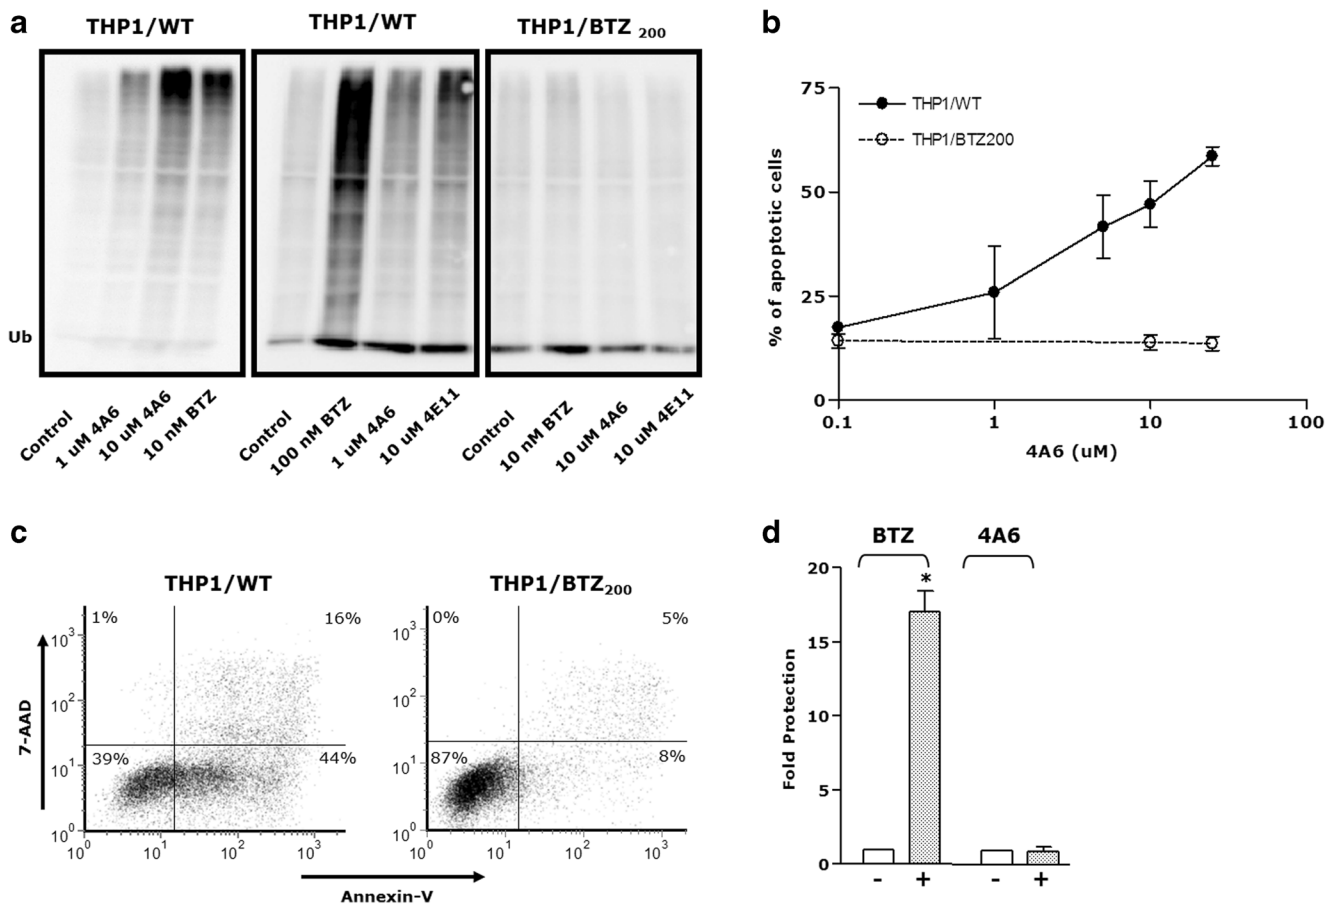 a
THP1/WT
THP1/WT
THP1/BTZ 200
Ub
Control
1 uM 4A6
10 uM 4A6
10 nM BTZ
Control
100 nM BTZ
1 uM 4A6
10 uM 4E11
Control
10 nM BTZ
10 uM 4A6
10 uM 4E11
b
75
50
25
0
% of apoptotic cells
THP1/WT
THP1/BTZ200
0.1 1 10 100
4A6 (uM)
c
THP1/WT
1% 16%
39% 44%
10³
10²
10¹
10⁰
10⁰ 10¹ 10² 10³
7-AAD
THP1/BTZ200
0% 5%
87% 8%
10³
10²
10¹
10⁰
10⁰ 10¹ 10² 10³
Annexin-V
d
BTZ 4A6
20
15
10
5
0
Fold Protection
*
- + - +